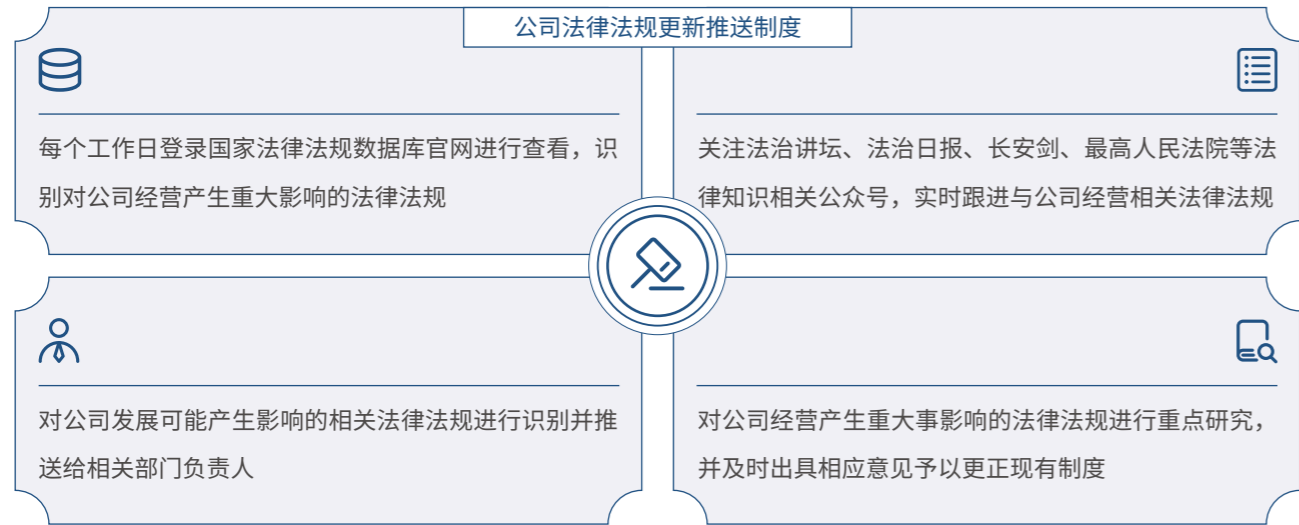 公司法律法规更新推送制度
每个工作日登录国家法律法规数据库官网进行查看，识
别对公司经营产生重大影响的法律法规
关注法治讲坛、法治日报、长安剑、最高人民法院等法
律知识相关公众号，实时跟进与公司经营相关法律法规
对公司发展可能产生影响的相关法律法规进行识别并推
送给相关部门负责人
对公司经营产生重大事影响的法律法规进行重点研究，
并及时出具相应意见予以更正现有制度